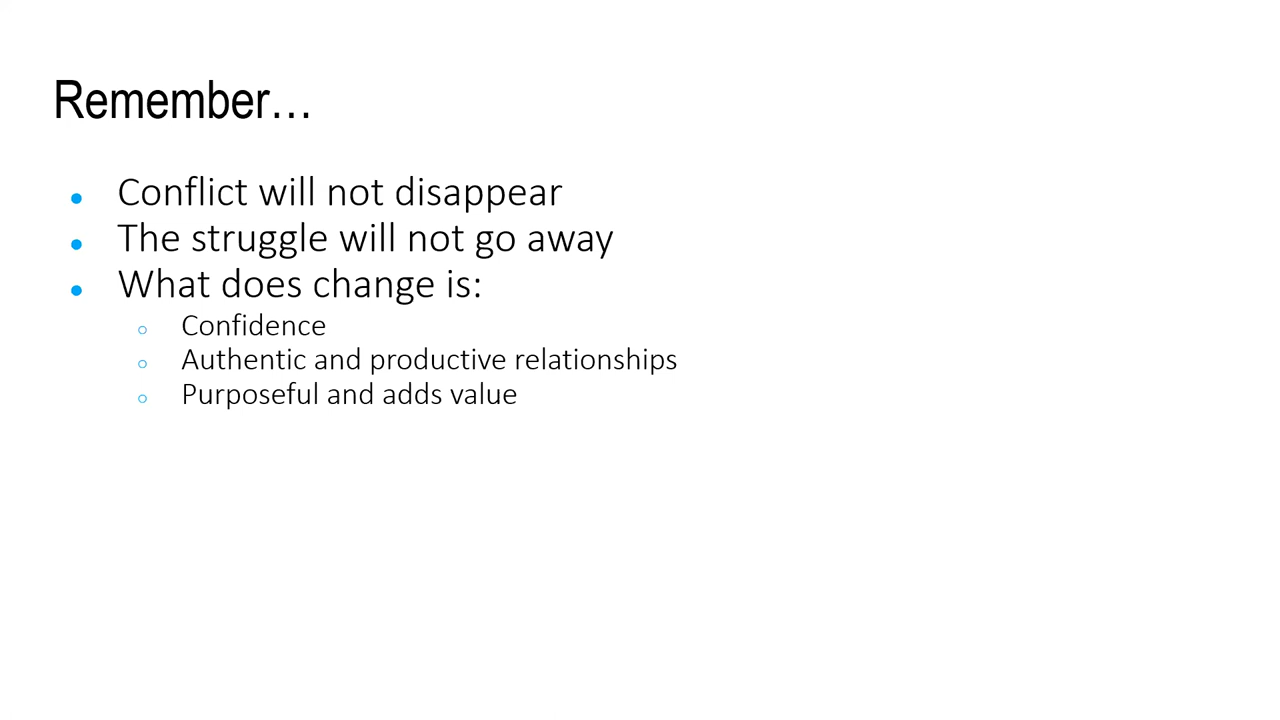 Remember…
• Conflict will not disappear
• The struggle will not go away
• What does change is:
○ Confidence
○ Authentic and productive relationships
○ Purposeful and adds value